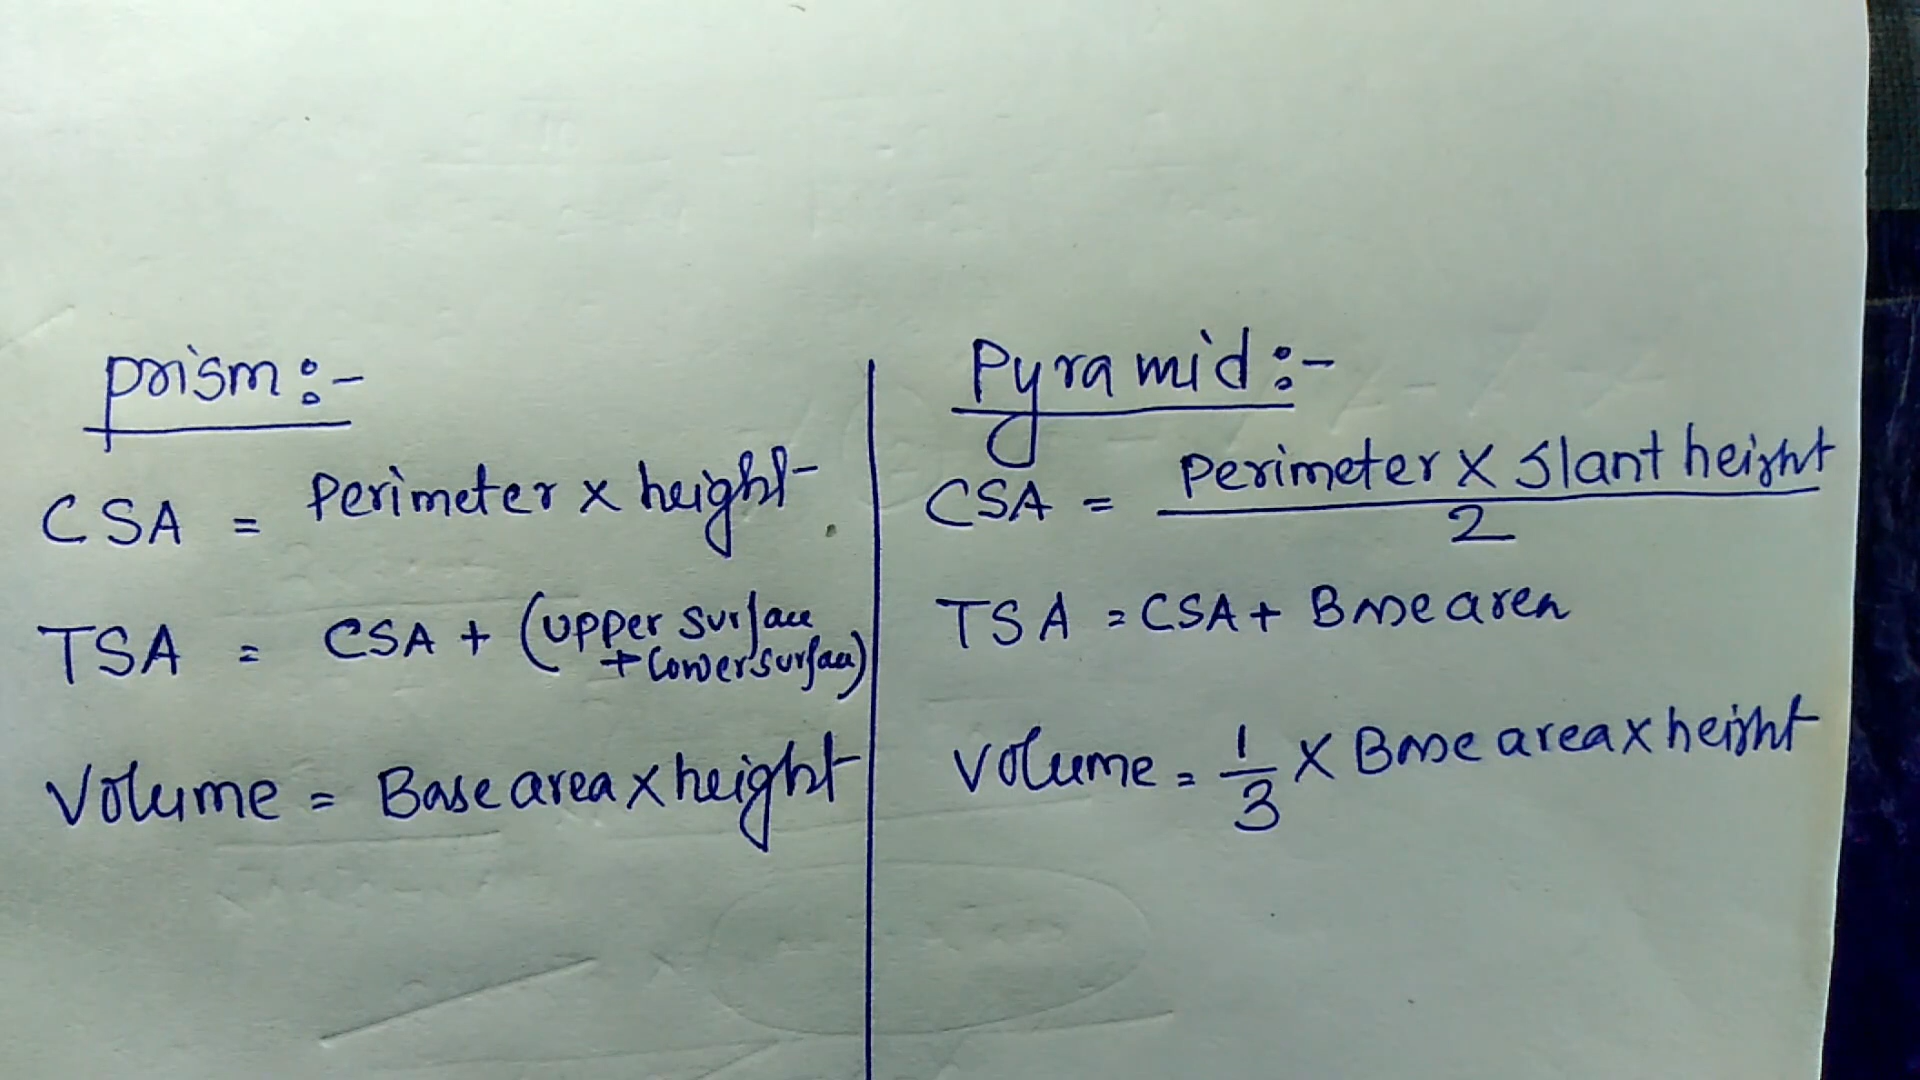 prism:-
CSA = Perimeter x height
TSA = CSA + (upper surface
+ lower surface)
Volume = Base area x height
Pyramid:-
CSA = Perimeter x Slant height
2
TSA = CSA + Base area
Volume = 1/3 x Base area x height